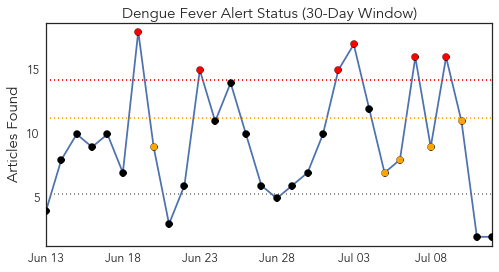 Dengue Fever Alert Status (30-Day Window)
Articles Found
15
10
5
Jun 13
Jun 18
Jun 23
Jun 28
Jul 03
Jul 08